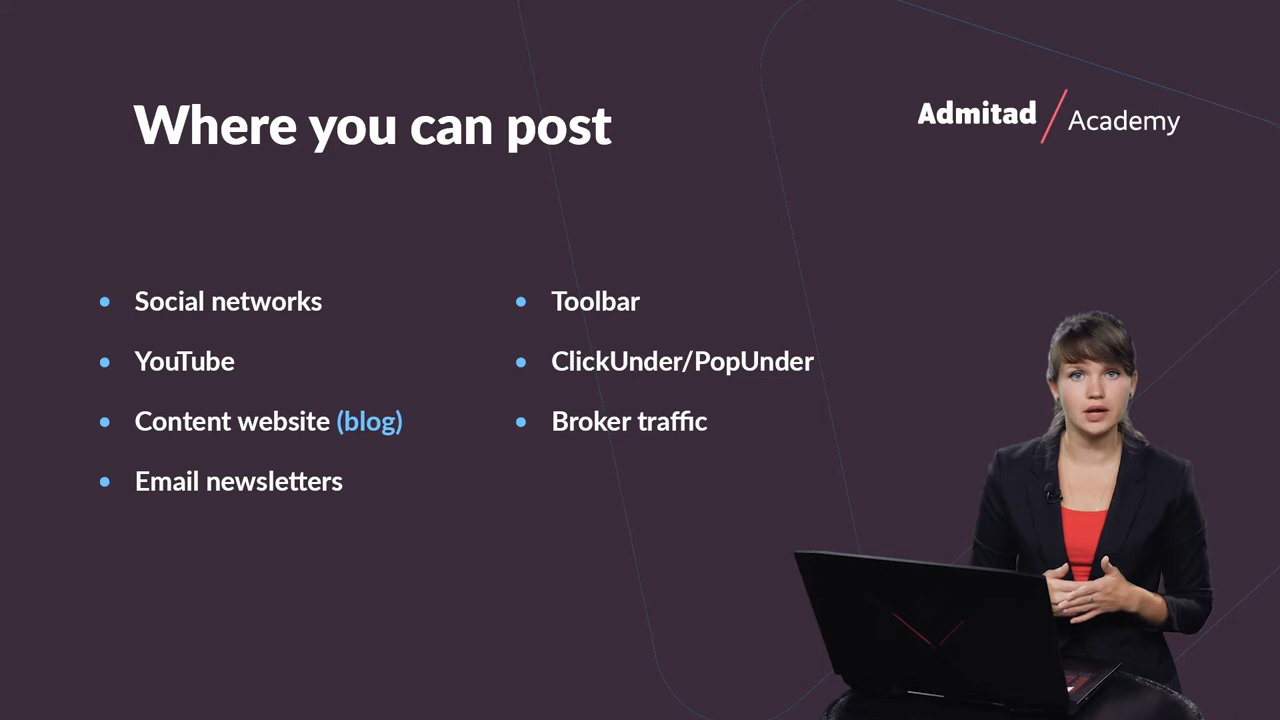 Where you can post
Admitad / Academy
Social networks
YouTube
Content website (blog)
Email newsletters
Toolbar
ClickUnder/PopUnder
Broker traffic